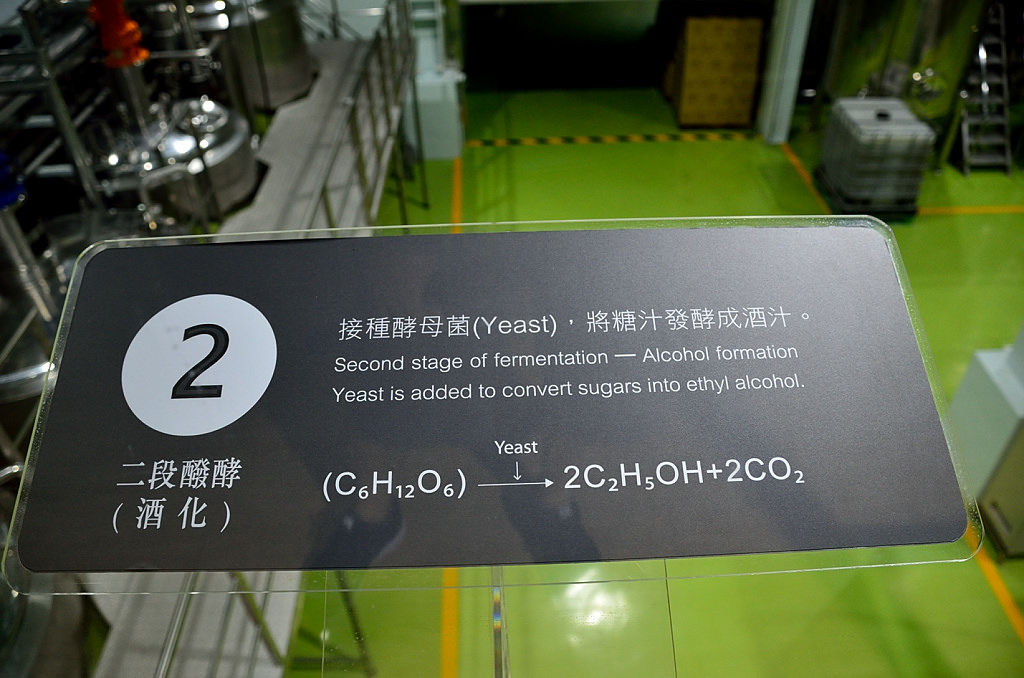 2
二段醱酵
(酒化)
接種酵母菌(Yeast)，將糖汁發酵成酒汁。
Second stage of fermentation — Alcohol formation
Yeast is added to convert sugars into ethyl alcohol.
Yeast
↓
(C₆H₁₂O₆) → 2C₂H₅OH+2CO₂